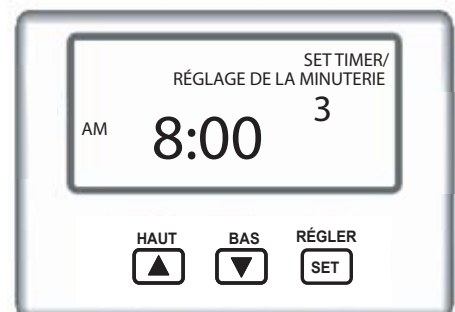 SET TIMER/
RÉGLAGE DE LA MINUTERIE
3
AM 8:00
HAUT BAS RÉGLER
SET